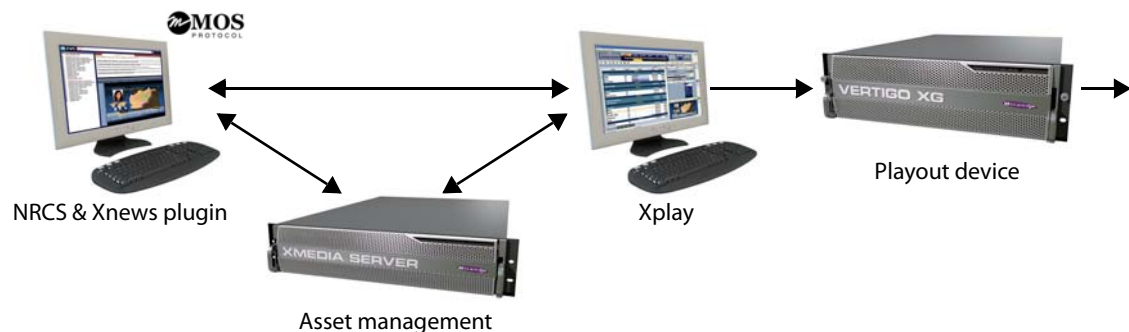 MOS
PROTOCOL
VERTIGO XG
Playout device
NRCS & Xnews plugin
Xplay
XMEDIA SERVER
Asset management